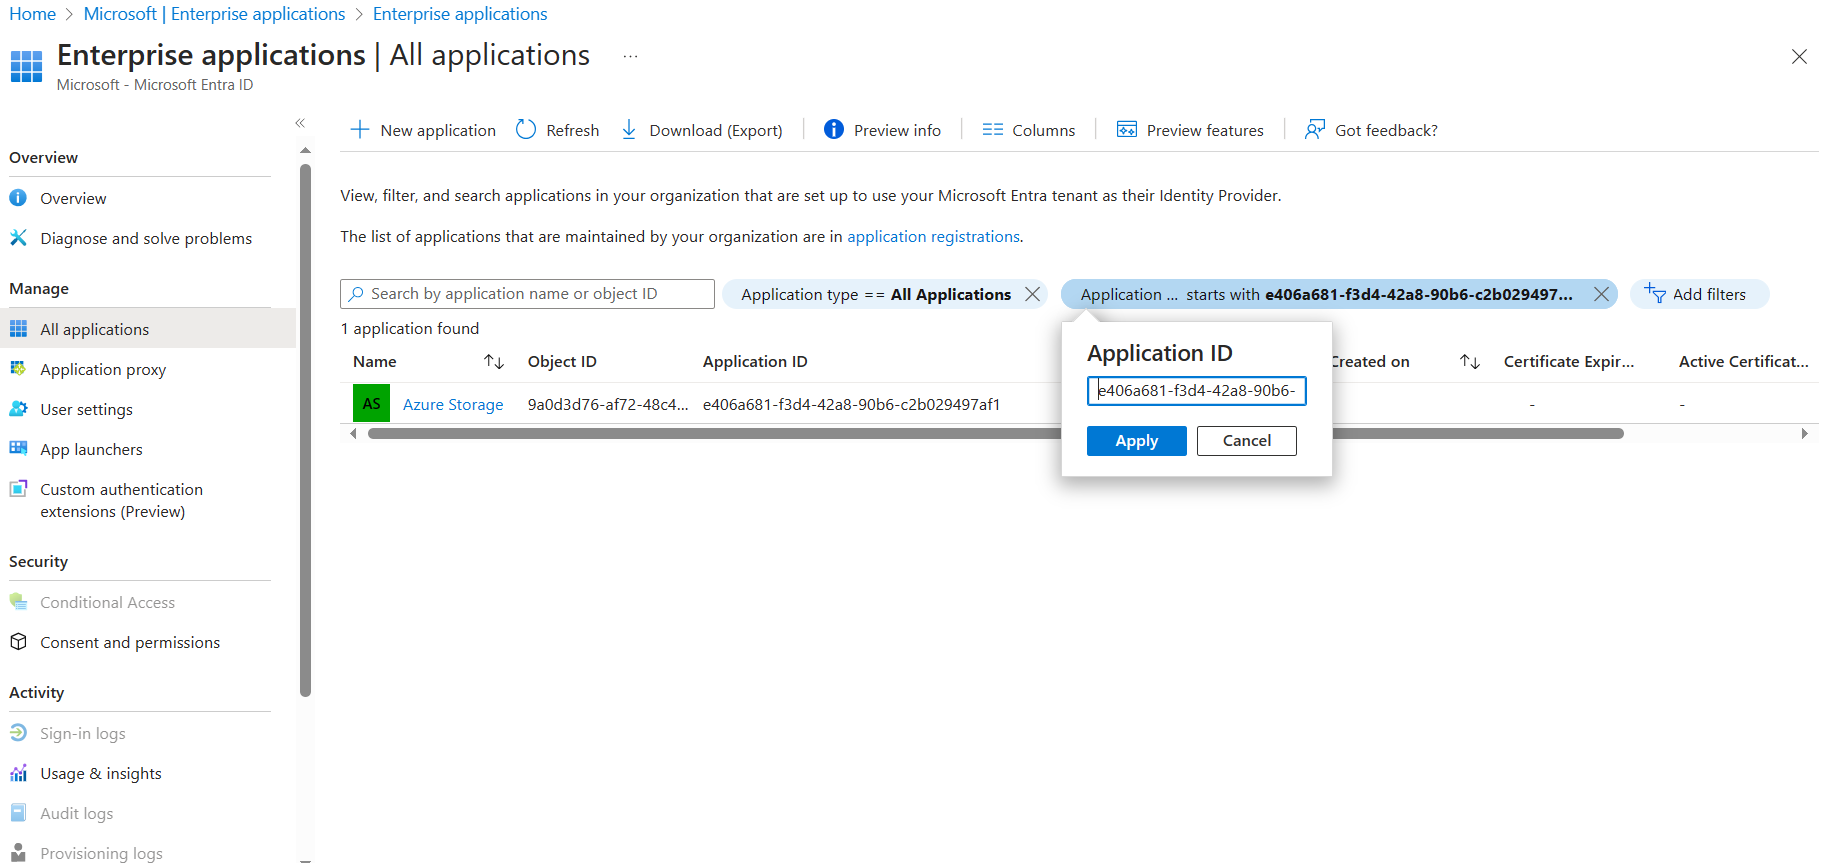 Home > Microsoft | Enterprise applications > Enterprise applications
Enterprise applications | All applications ...
Microsoft - Microsoft Entra ID
«
Overview
Overview
Diagnose and solve problems
Manage
All applications
Application proxy
User settings
App launchers
Custom authentication
extensions (Preview)
Security
Conditional Access
Consent and permissions
Activity
Sign-in logs
Usage & insights
Audit logs
Provisioning logs
New application Refresh Download (Export) Preview info Columns Preview features Got feedback?
View, filter, and search applications in your organization that are set up to use your Microsoft Entra tenant as their Identity Provider.
The list of applications that are maintained by your organization are in application registrations.
Search by application name or object ID Application type == All Applications Application ... starts with e406a681-f3d4-42a8-90b6-c2b029497... Add filters
1 application found
Name Object ID Application ID Created on Certificate Expir... Active Certificat...
AS Azure Storage 9a0d3d76-af72-48c4... e406a681-f3d4-42a8-90b6-c2b029497af1 - -
Application ID
e406a681-f3d4-42a8-90b6-
Apply Cancel